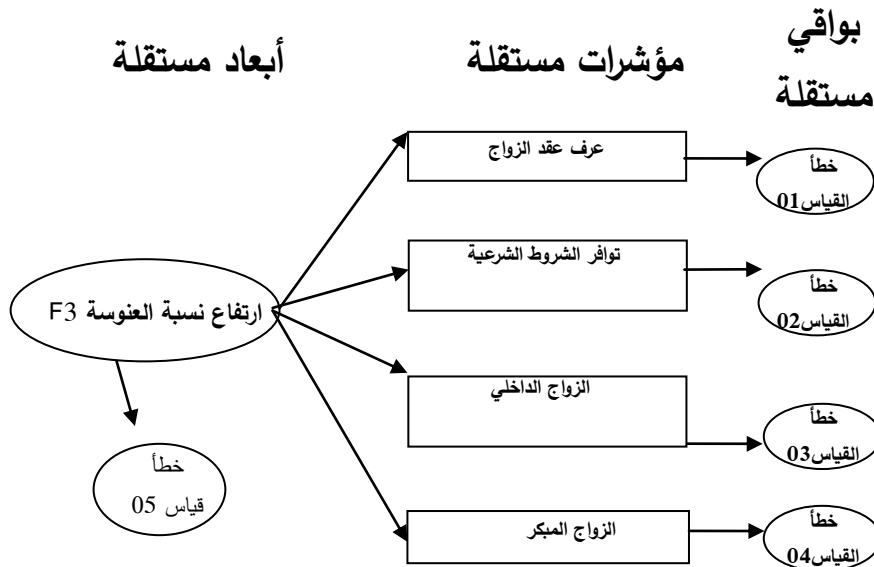 بواقي
مستقلة
مؤشرات مستقلة
أبعاد مستقلة
عرف عقد الزواج
خطأ
القياس01
توافر الشروط الشرعية
خطأ
القياس02
ارتفاع نسبة العنوسة F3
الزواج الداخلي
خطأ
القياس03
خطأ
قياس 05
الزواج المبكر
خطأ
القياس04